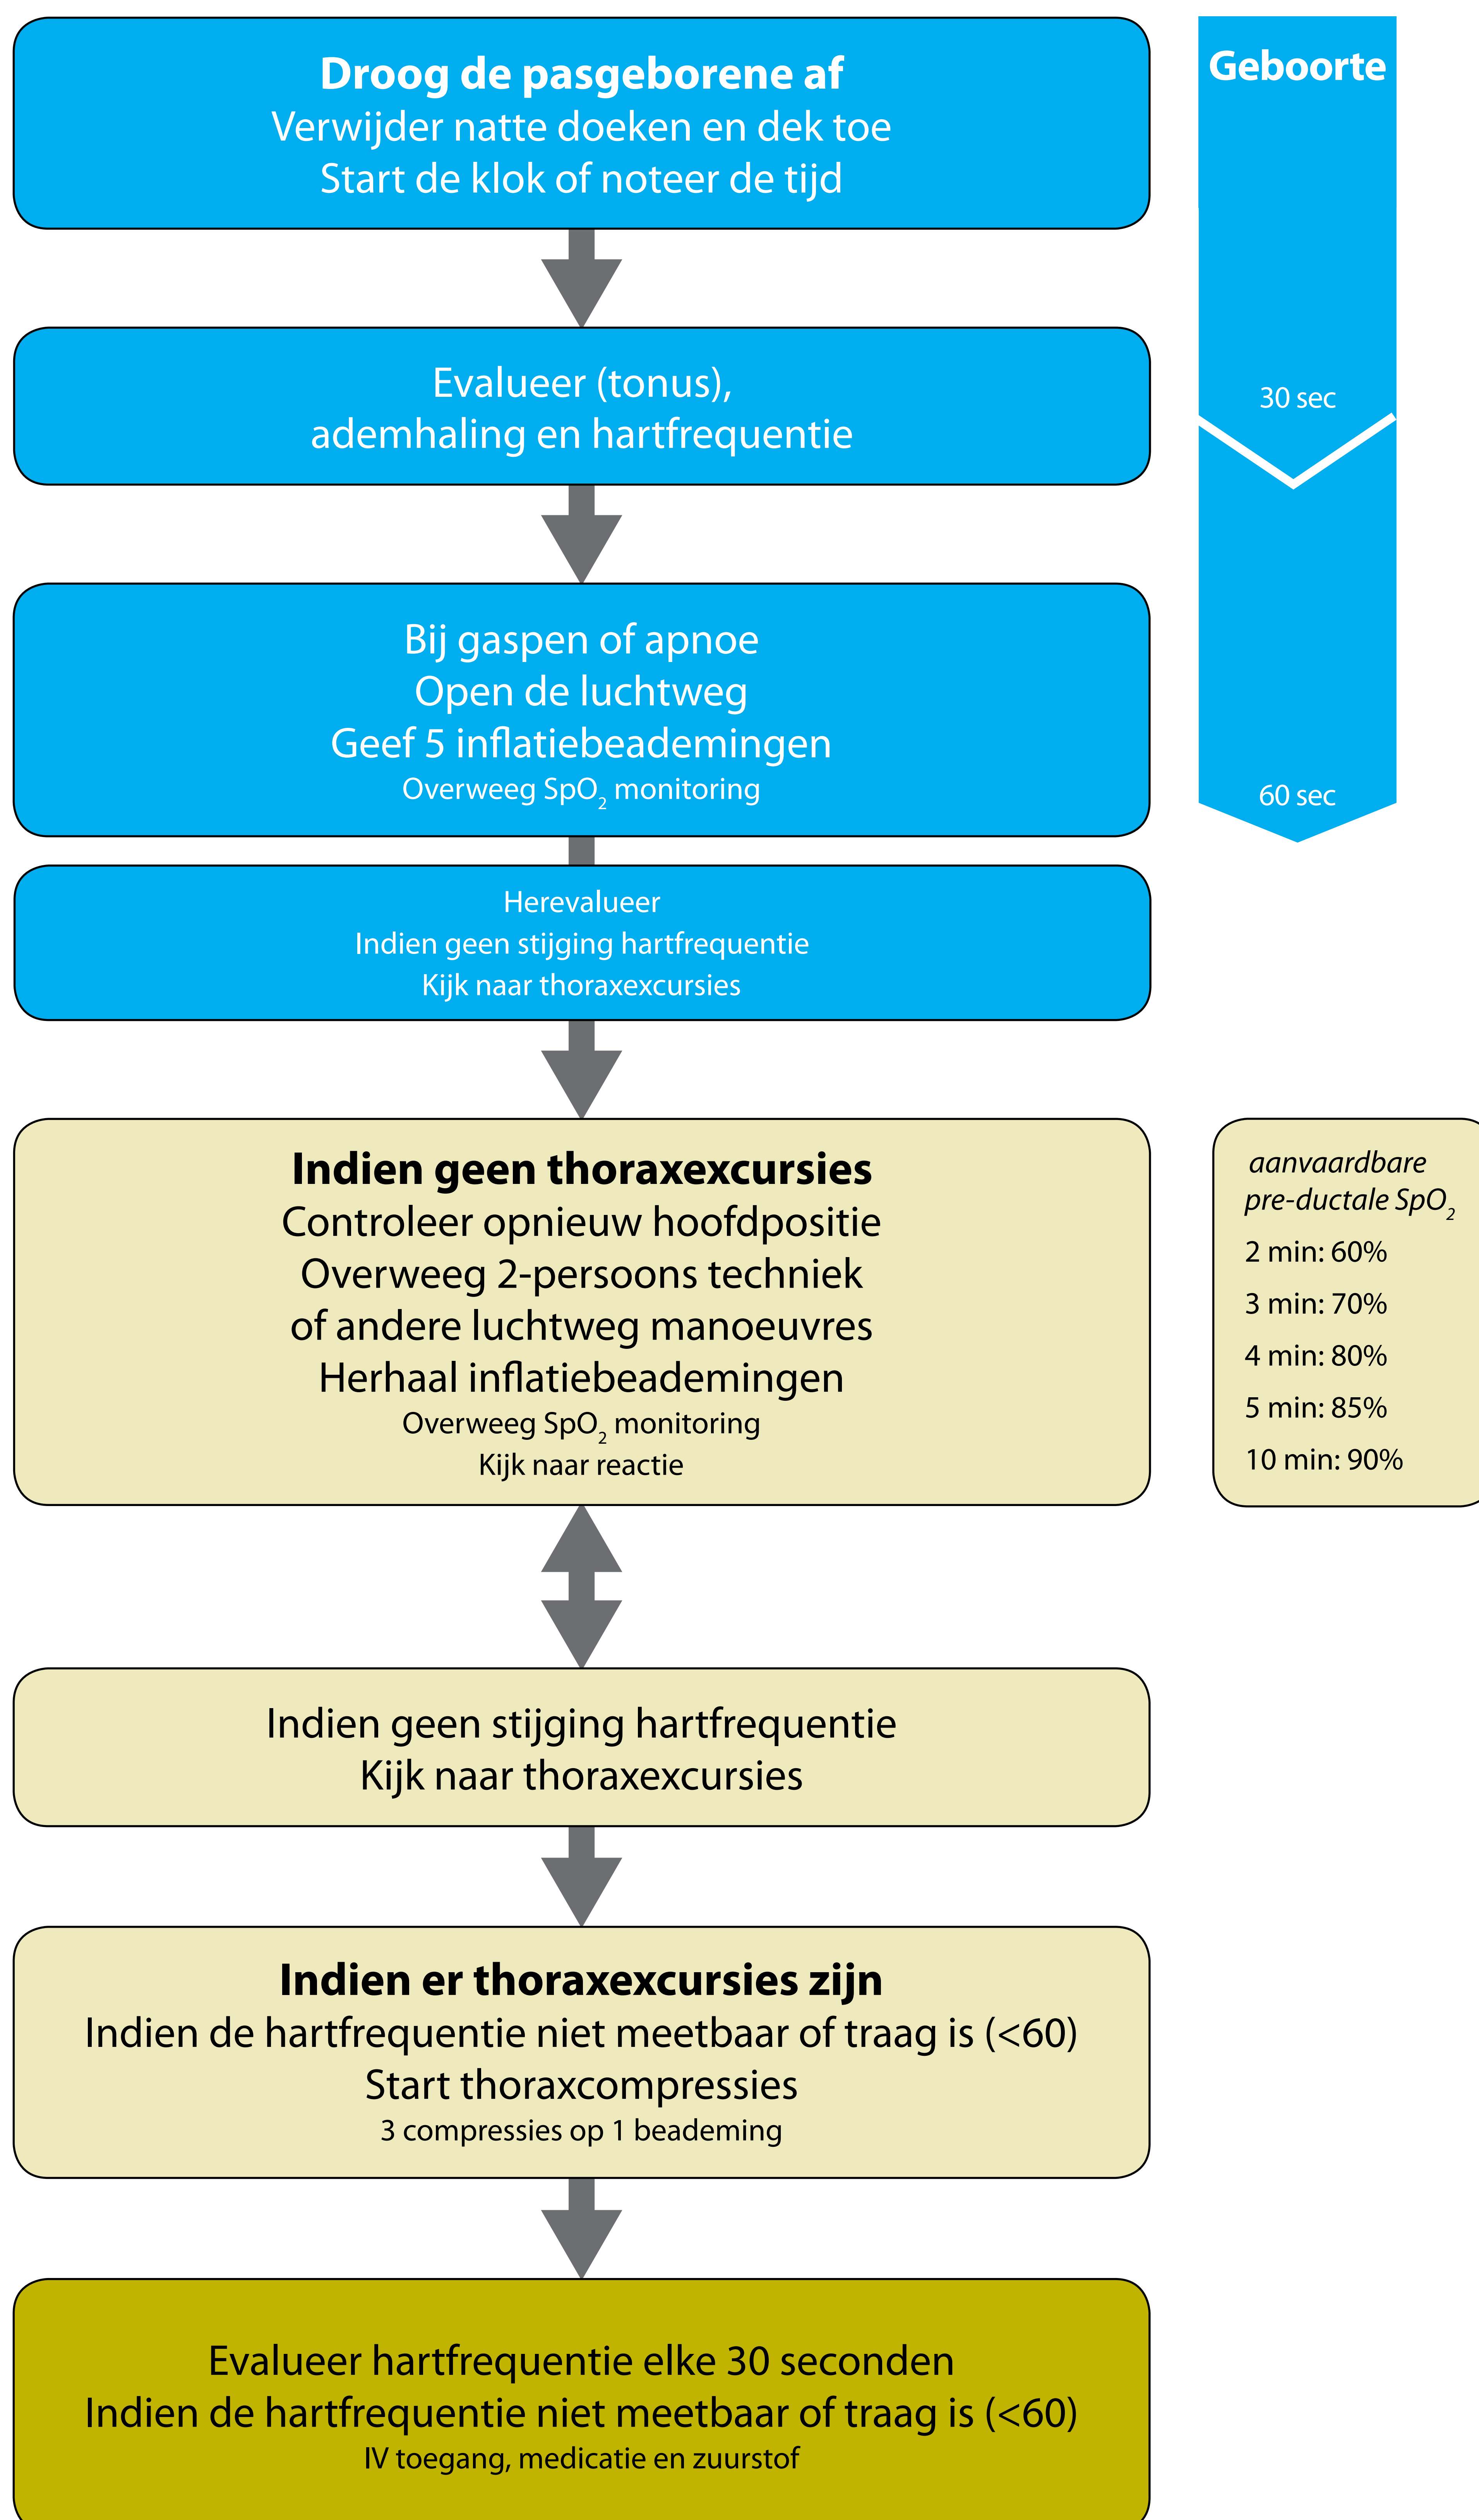 Droog de pasgeborene af
Verwijder natte doeken en dek toe
Start de klok of noteer de tijd
Geboorte
Evalueer (tonus),
ademhaling en hartfrequentie
30 sec
Bij gaspen of apnoe
Open de luchtweg
Geef 5 inflatiebeademingen
Overweeg SpO₂ monitoring
60 sec
Herevalueer
Indien geen stijging hartfrequentie
Kijk naar thoraxexcursies
Indien geen thoraxexcursies
Controleer opnieuw hoofdpositie
Overweeg 2-persoons techniek
of andere luchtweg manoeuvres
Herhaal inflatiebeademingen
Overweeg SpO₂ monitoring
Kijk naar reactie
aanvaardbare
pre-ductale SpO₂
2 min: 60%
3 min: 70%
4 min: 80%
5 min: 85%
10 min: 90%
Indien geen stijging hartfrequentie
Kijk naar thoraxexcursies
Indien er thoraxexcursies zijn
Indien de hartfrequentie niet meetbaar of traag is (<60)
Start thoraxcompressies
3 compressies op 1 beademing
Evalueer hartfrequentie elke 30 seconden
Indien de hartfrequentie niet meetbaar of traag is (<60)
IV toegang, medicatie en zuurstof